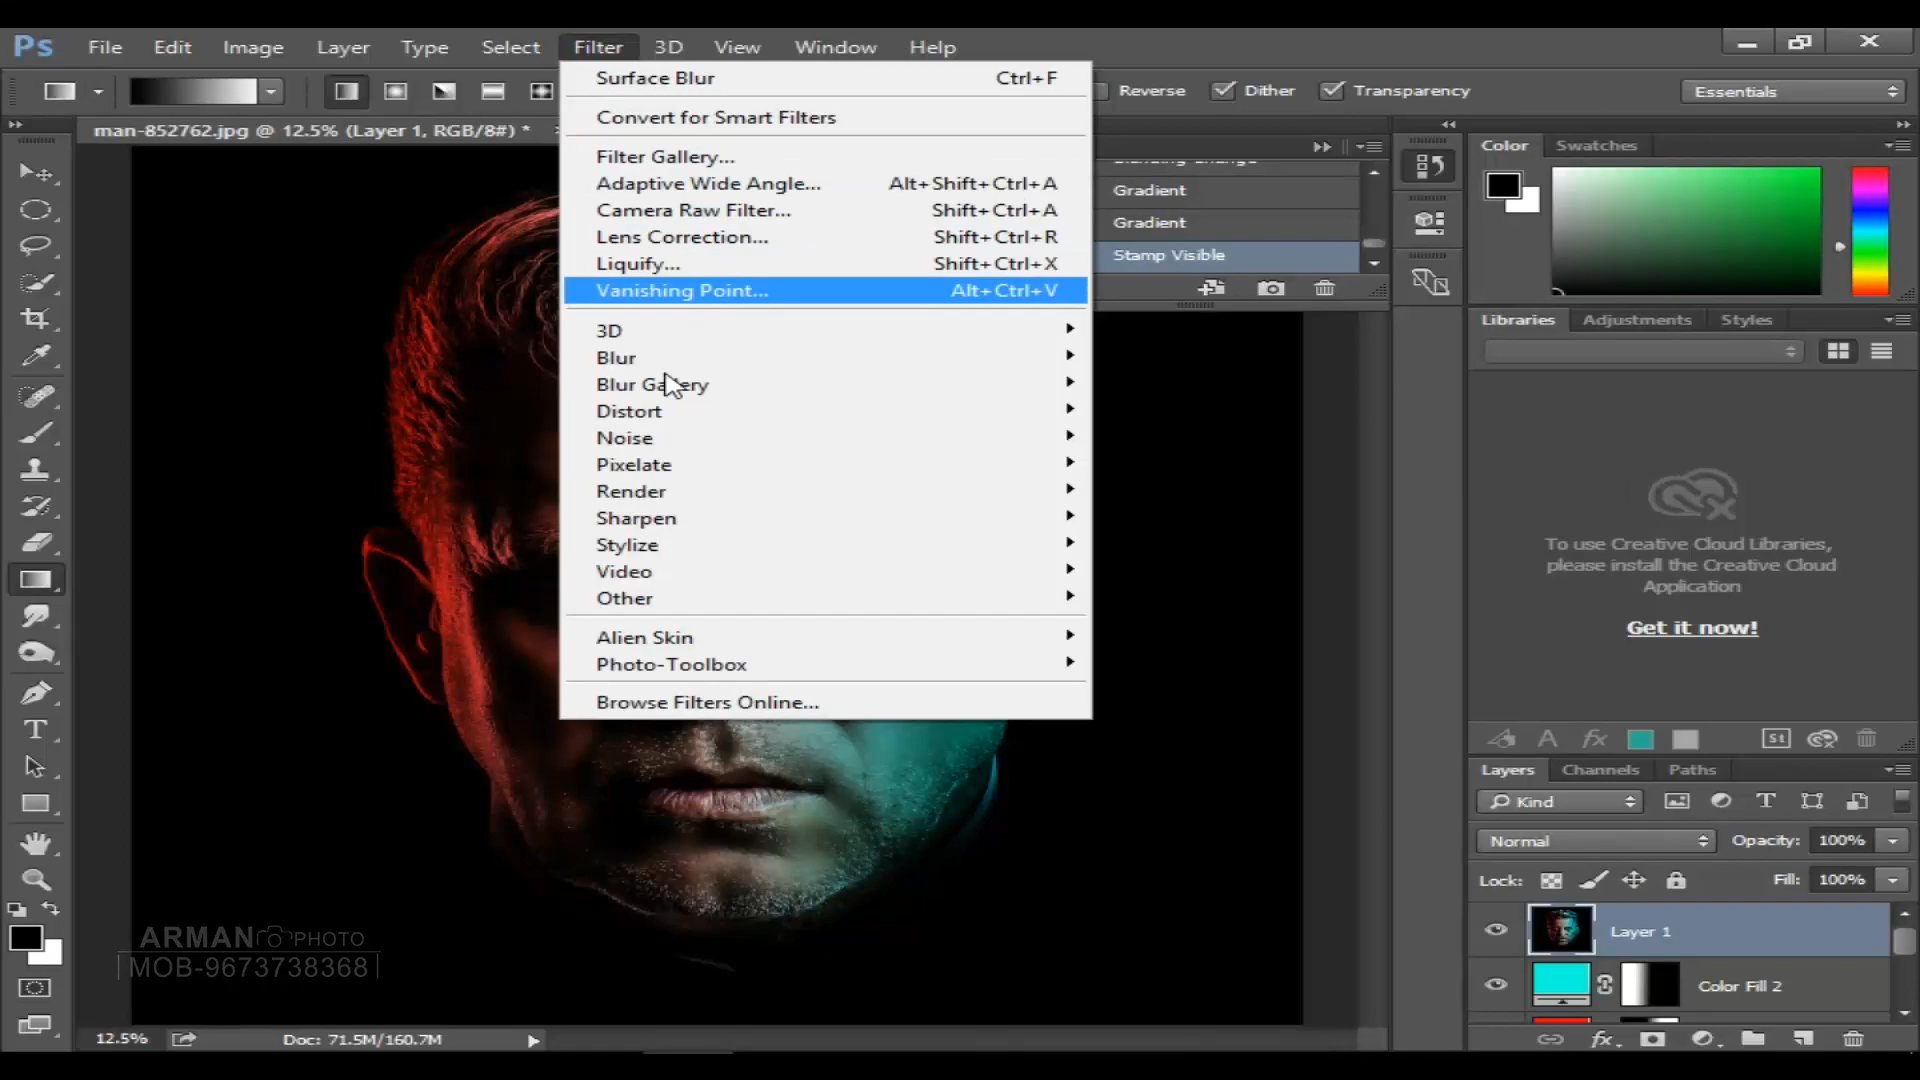 Ps File Edit Image Layer Type Select Filter 3D View Window Help
Reverse Dither Transparency Essentials
man-852762.jpg @ 12.5% (Layer 1, RGB/8#) *
Surface Blur Ctrl+F
Convert for Smart Filters
Filter Gallery...
Adaptive Wide Angle... Alt+Shift+Ctrl+A
Camera Raw Filter... Shift+Ctrl+A
Lens Correction... Shift+Ctrl+R
Liquify... Shift+Ctrl+X
Vanishing Point... Alt+Ctrl+V
3D
Blur
Blur Gallery
Distort
Noise
Pixelate
Render
Sharpen
Stylize
Video
Other
Alien Skin
Photo-Toolbox
Browse Filters Online...
Blending Change
Gradient
Gradient
Stamp Visible
Color Swatches
Libraries Adjustments Styles
To use Creative Cloud Libraries,
please install the Creative Cloud
Application
Get it now!
St
Layers Channels Paths
Kind
Normal Opacity: 100%
Lock: Fill: 100%
Layer 1
Color Fill 2
ARMAN PHOTO
MOB-9673738368
12.5% Doc: 71.5M/160.7M